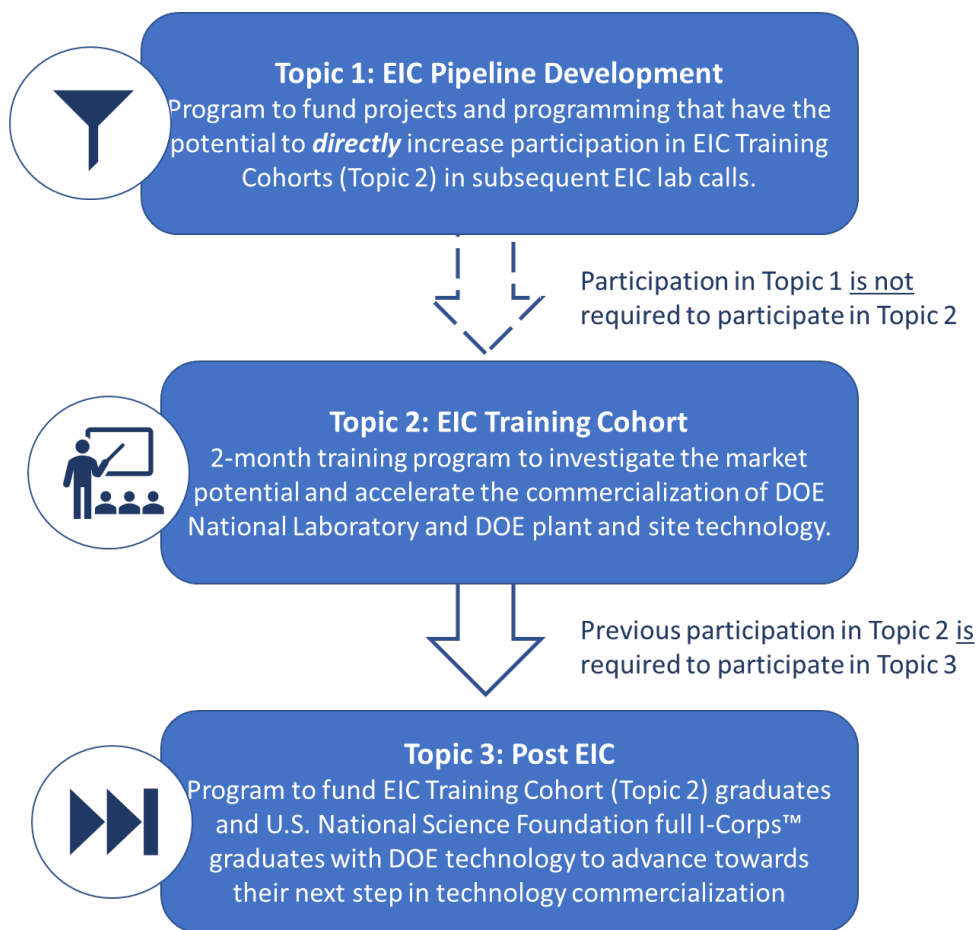 Topic 1: EIC Pipeline Development
Program to fund projects and programming that have the
potential to directly increase participation in EIC Training
Cohorts (Topic 2) in subsequent EIC lab calls.
Participation in Topic 1 is not
required to participate in Topic 2
Topic 2: EIC Training Cohort
2-month training program to investigate the market
potential and accelerate the commercialization of DOE
National Laboratory and DOE plant and site technology.
Previous participation in Topic 2 is
required to participate in Topic 3
Topic 3: Post EIC
Program to fund EIC Training Cohort (Topic 2) graduates
and U.S. National Science Foundation full I-Corps™
graduates with DOE technology to advance towards
their next step in technology commercialization